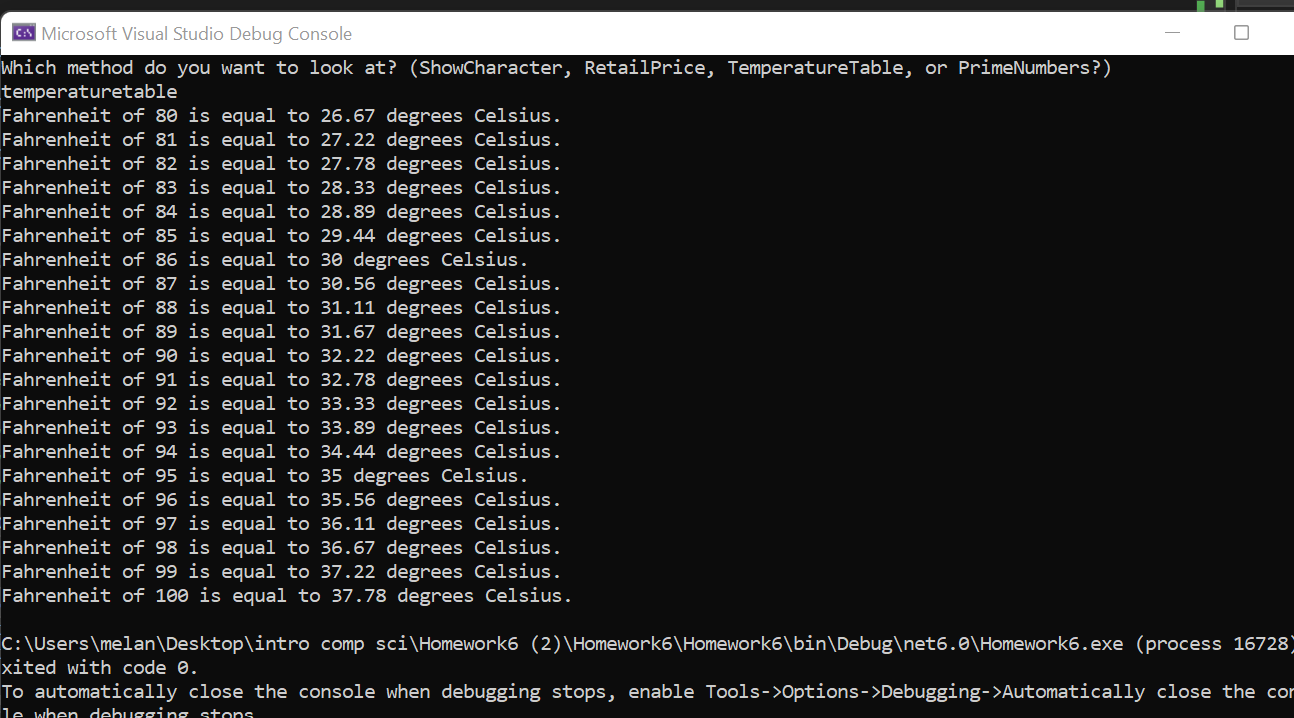 C:\ Microsoft Visual Studio Debug Console
Which method do you want to look at? (ShowCharacter, RetailPrice, TemperatureTable, or PrimeNumbers?)
temperaturetable
Fahrenheit of 80 is equal to 26.67 degrees Celsius.
Fahrenheit of 81 is equal to 27.22 degrees Celsius.
Fahrenheit of 82 is equal to 27.78 degrees Celsius.
Fahrenheit of 83 is equal to 28.33 degrees Celsius.
Fahrenheit of 84 is equal to 28.89 degrees Celsius.
Fahrenheit of 85 is equal to 29.44 degrees Celsius.
Fahrenheit of 86 is equal to 30 degrees Celsius.
Fahrenheit of 87 is equal to 30.56 degrees Celsius.
Fahrenheit of 88 is equal to 31.11 degrees Celsius.
Fahrenheit of 89 is equal to 31.67 degrees Celsius.
Fahrenheit of 90 is equal to 32.22 degrees Celsius.
Fahrenheit of 91 is equal to 32.78 degrees Celsius.
Fahrenheit of 92 is equal to 33.33 degrees Celsius.
Fahrenheit of 93 is equal to 33.89 degrees Celsius.
Fahrenheit of 94 is equal to 34.44 degrees Celsius.
Fahrenheit of 95 is equal to 35 degrees Celsius.
Fahrenheit of 96 is equal to 35.56 degrees Celsius.
Fahrenheit of 97 is equal to 36.11 degrees Celsius.
Fahrenheit of 98 is equal to 36.67 degrees Celsius.
Fahrenheit of 99 is equal to 37.22 degrees Celsius.
Fahrenheit of 100 is equal to 37.78 degrees Celsius.
C:\Users\melan\Desktop\intro comp sci\Homework6 (2)\Homework6\Homework6\bin\Debug\net6.0\Homework6.exe (process 16728)
xited with code 0.
To automatically close the console when debugging stops, enable Tools->Options->Debugging->Automatically close the con
le when debugging stops